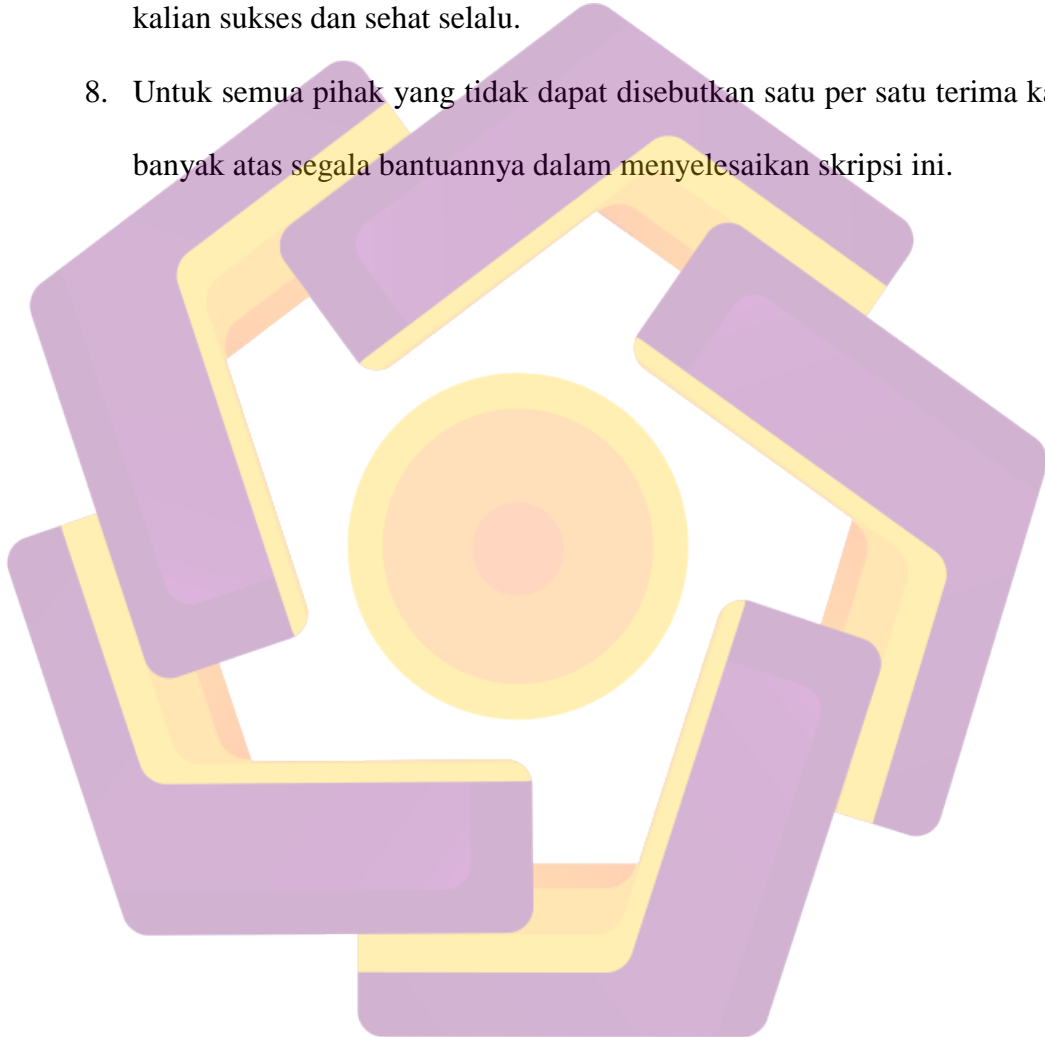 kalian sukses dan sehat selalu.
8. Untuk semua pihak yang tidak dapat disebutkan satu per satu terima
banyak atas segala bantuannya dalam menyelesaikan skripsi ini.